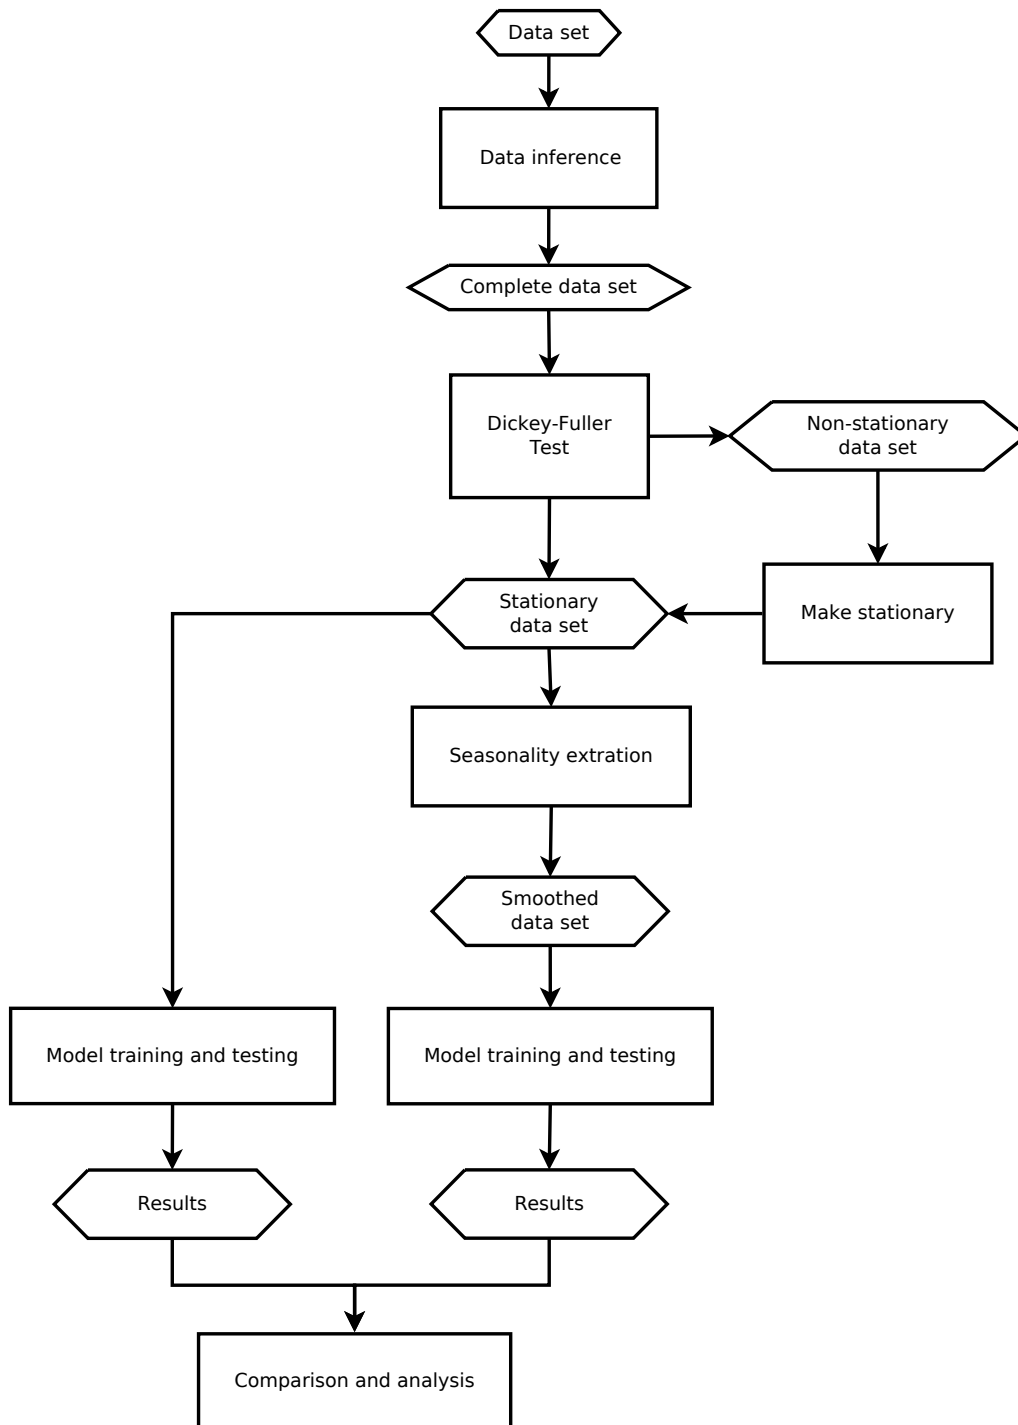 Data set
Data inference
Complete data set
Dickey-Fuller
Test
Non-stationary
data set
Stationary
data set
Make stationary
Seasonality extration
Smoothed
data set
Model training and testing
Model training and testing
Results
Results
Comparison and analysis